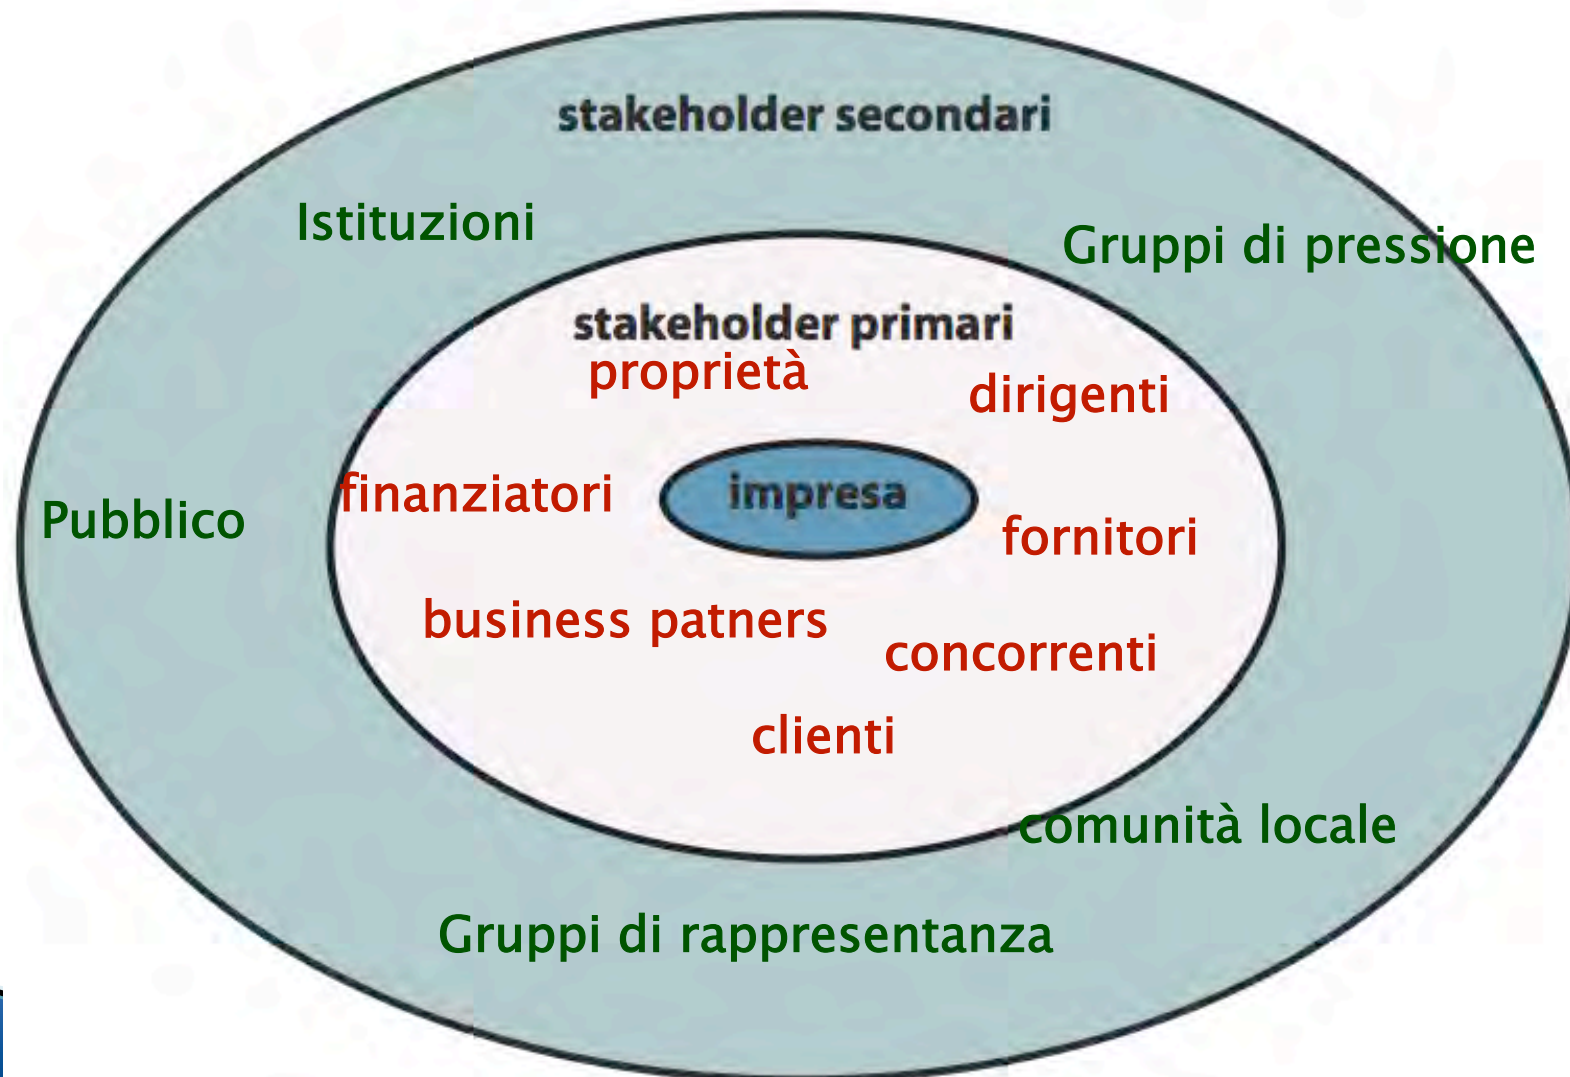 stakeholder secondari
Istituzioni
Gruppi di pressione
stakeholder primari
proprietà
dirigenti
finanziatori
impresa
Pubblico
fornitori
business patners
concorrenti
clienti
comunità locale
Gruppi di rappresentanza